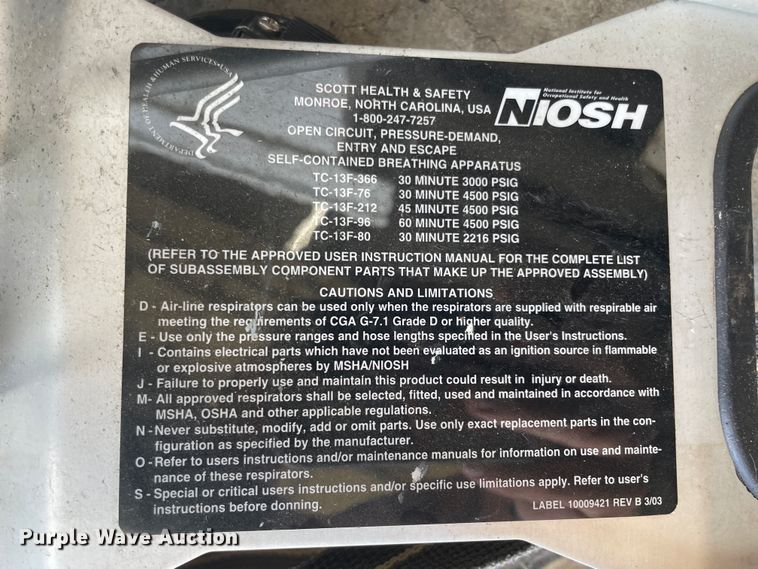 DEPARTMENT OF HEALTH & HUMAN SERVICES•USA
SCOTT HEALTH & SAFETY
MONROE, NORTH CAROLINA, USA
1-800-247-7257
OPEN CIRCUIT, PRESSURE-DEMAND,
ENTRY AND ESCAPE
SELF-CONTAINED BREATHING APPARATUS
National Institute for
Occupational Safety and Health
NIOSH
TC-13F-366 30 MINUTE 3000 PSIG
TC-13F-76 30 MINUTE 4500 PSIG
TC-13F-212 45 MINUTE 4500 PSIG
TC-13F-96 60 MINUTE 4500 PSIG
TC-13F-80 30 MINUTE 2216 PSIG
(REFER TO THE APPROVED USER INSTRUCTION MANUAL FOR THE COMPLETE LIST
OF SUBASSEMBLY COMPONENT PARTS THAT MAKE UP THE APPROVED ASSEMBLY)
CAUTIONS AND LIMITATIONS
D - Air-line respirators can be used only when the respirators are supplied with respirable air
meeting the requirements of CGA G-7.1 Grade D or higher quality.
E - Use only the pressure ranges and hose lengths specified in the User's Instructions.
I - Contains electrical parts which have not been evaluated as an ignition source in flammable
or explosive atmospheres by MSHA/NIOSH
J - Failure to properly use and maintain this product could result in injury or death.
M- All approved respirators shall be selected, fitted, used and maintained in accordance with
MSHA, OSHA and other applicable regulations.
N - Never substitute, modify, add or omit parts. Use only exact replacement parts in the con-
figuration as specified by the manufacturer.
O - Refer to users instructions and/or maintenance manuals for information on use and mainte-
nance of these respirators.
S - Special or critical users instructions and/or specific use limitations apply. Refer to user's
instructions before donning.
LABEL 10009421 REV B 3/03
Purple Wave Auction